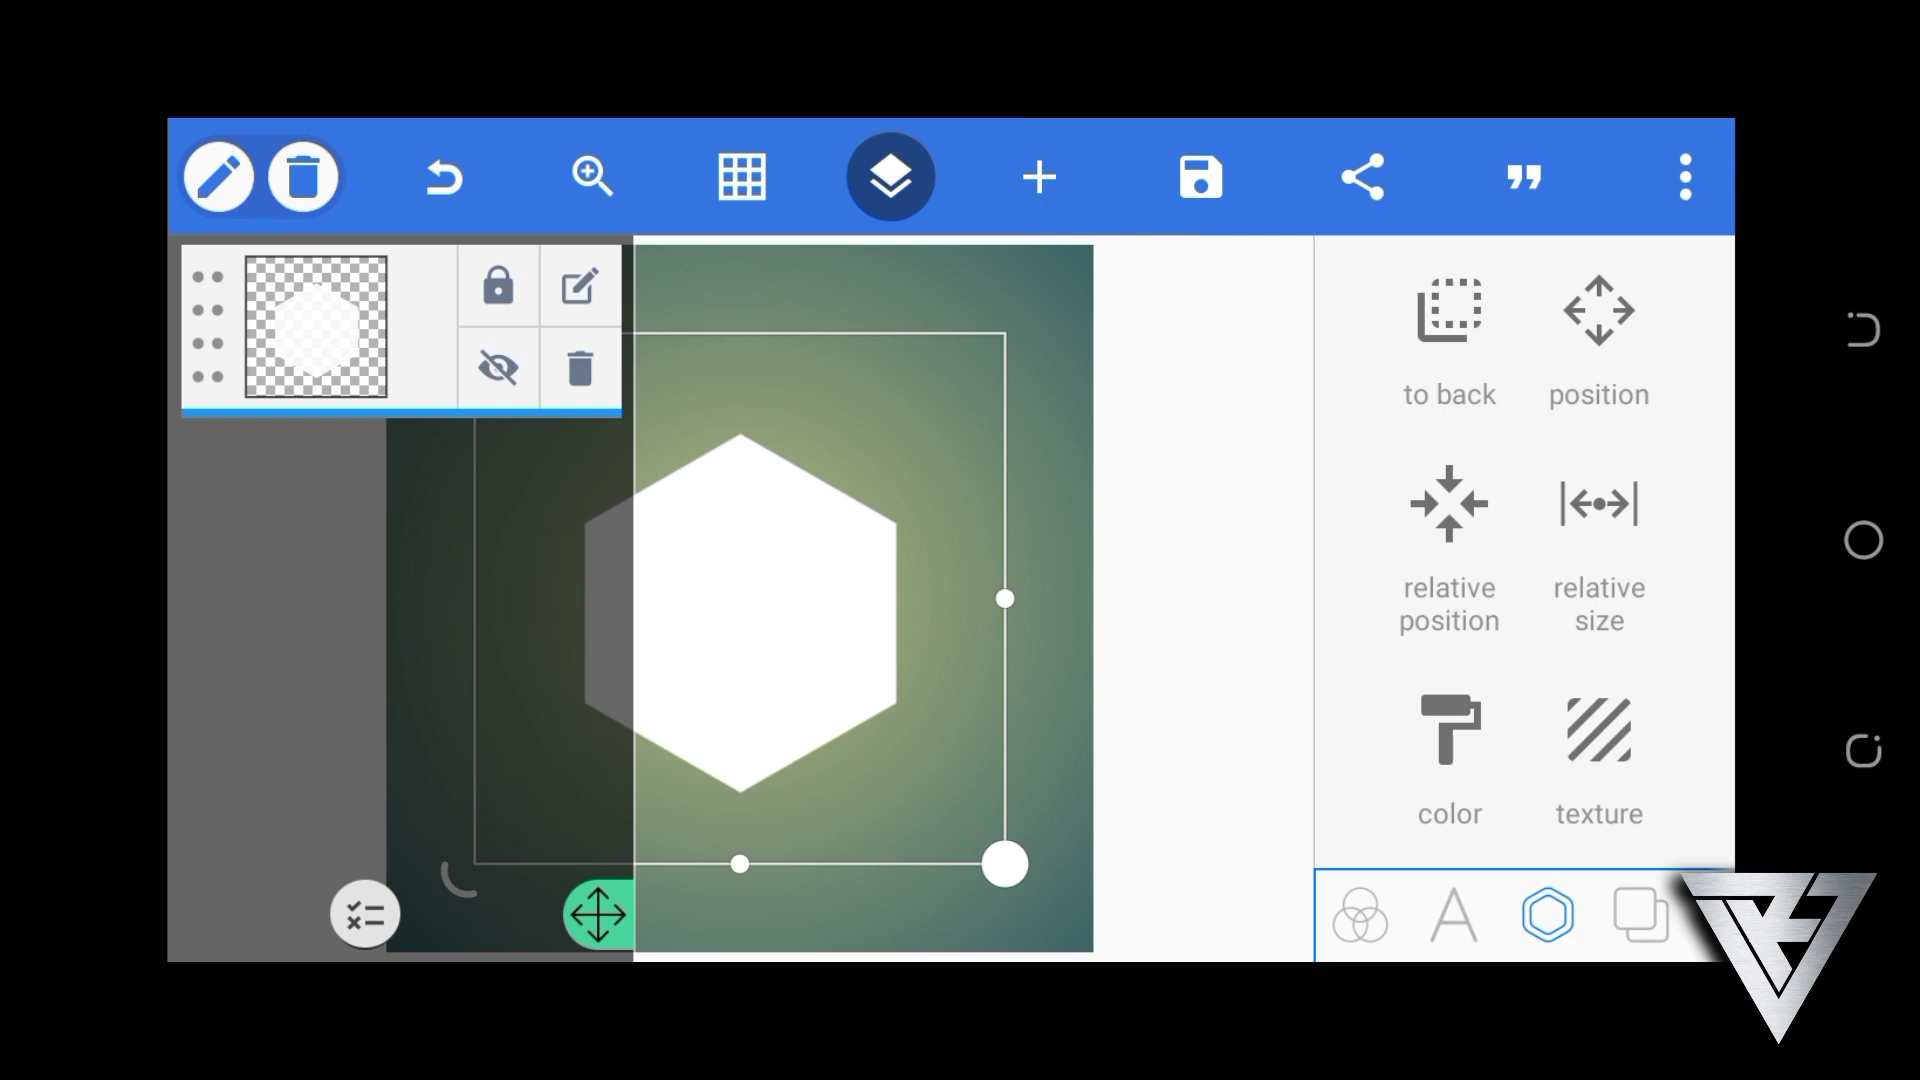 to back
position
relative
position
relative
size
color
texture